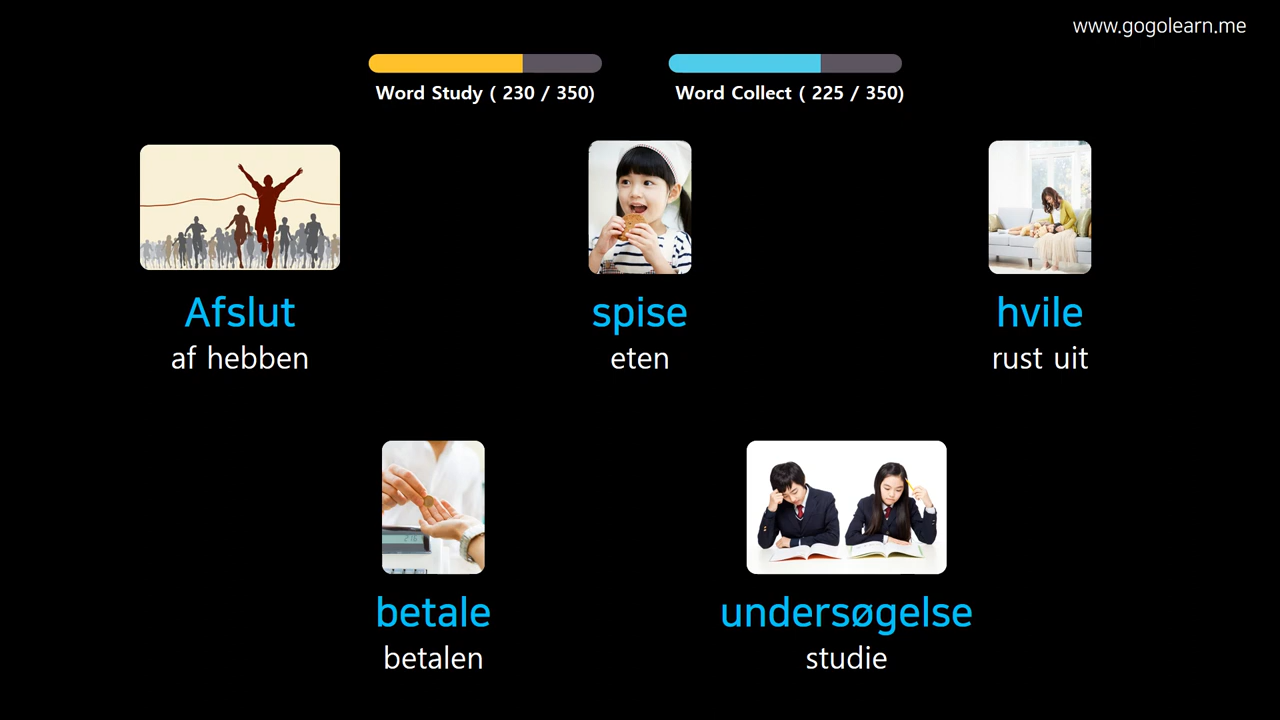 www.gogolearn.me
Word Study ( 230 / 350)
Word Collect ( 225 / 350)
Afslut
af hebben
spise
eten
hvile
rust uit
betale
betalen
undersøgelse
studie